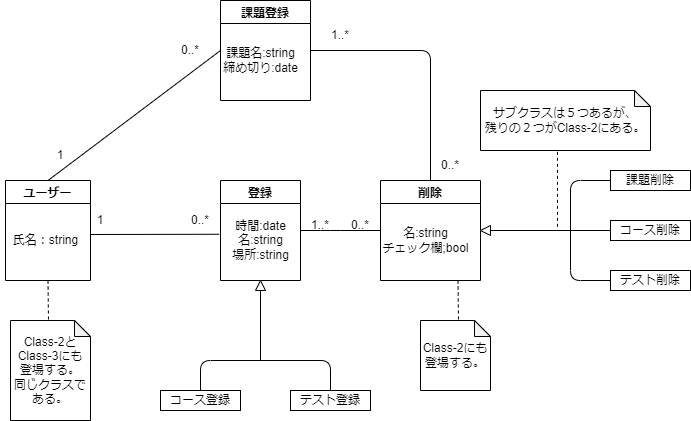 課題登録
課題名:string
締め切り:date
0..*
1..*
1
0..*
サブクラスは５つあるが、
残りの２つがClass-2にある。
ユーザー
氏名：string
1
0..*
登録
時間:date
名:string
場所:string
1..*
0..*
削除
名:string
チェック欄;bool
課題削除
コース削除
テスト削除
Class-2と
Class-3にも
登場する。
同じクラスで
ある。
Class-2にも
登場する。
コース登録
テスト登録